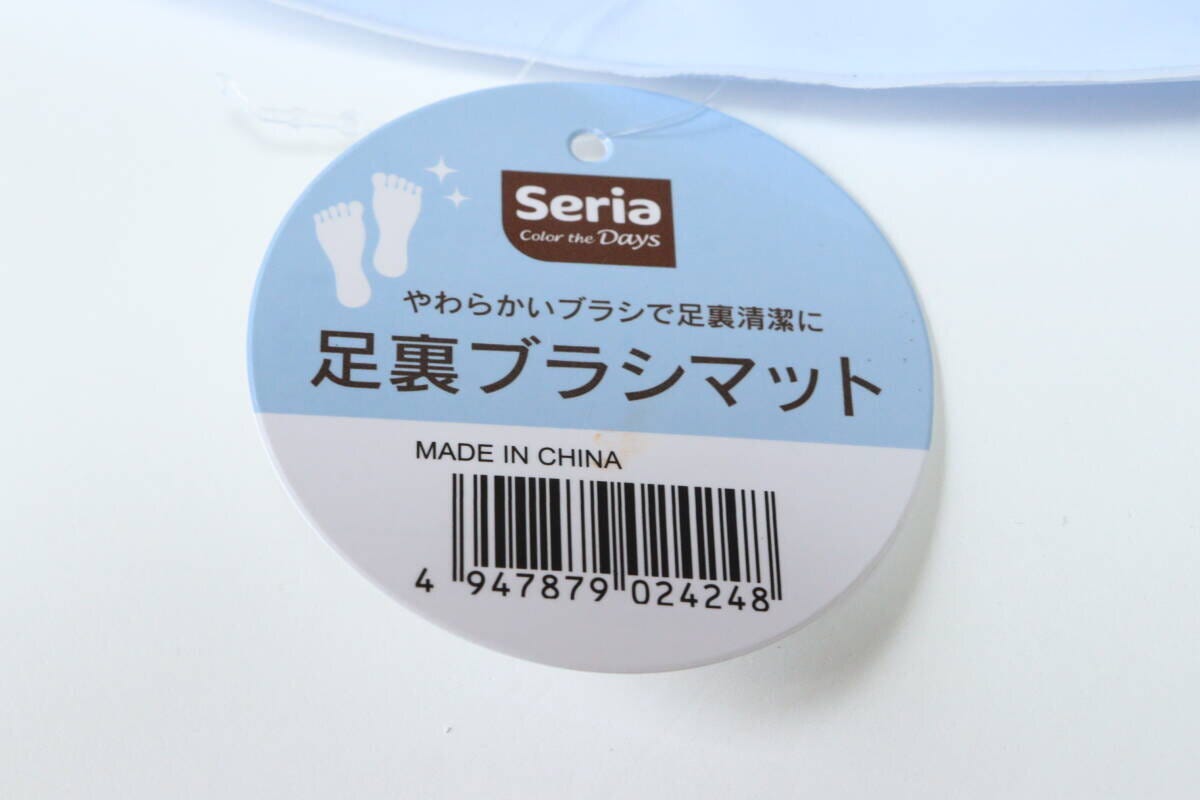 Seria
Color the Days
やわらかいブラシで足裏清潔に
足裏ブラシマット
MADE IN CHINA
4 947879 024248